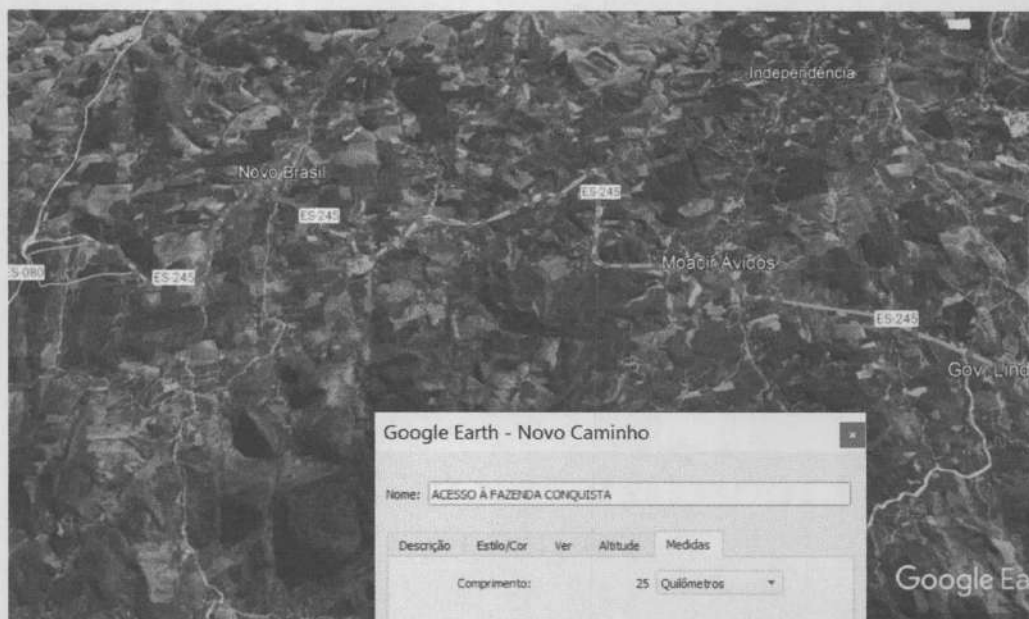 Independência
Novo Brasil
ES-245
ES-245
Moacir Avidos
ES-080
ES-245
ES-245
Gov. Lind
Google Earth - Novo Caminho
×
Nome: ACESSO À FAZENDA CONQUISTA
Descrição Estilo/Cor Ver Altitude Medidas
Comprimento: 25 Quilômetros
Google Ea